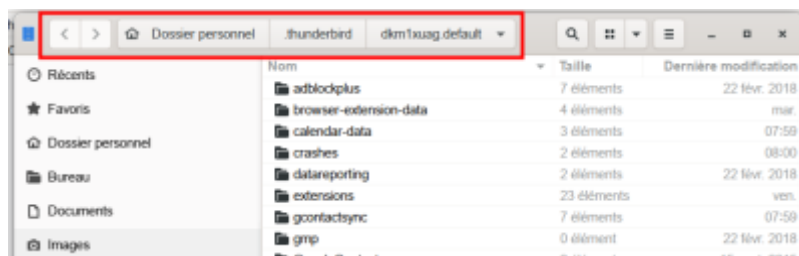 Dossier personnel .thunderbird dkm1xuag.default
Récents
Favoris
Dossier personnel
Bureau
Documents
Images
Nom Taille Dernière modification
adblockplus 7 éléments 22 févr. 2018
browser-extension-data 4 éléments mar.
calendar-data 3 éléments 07:59
crashes 2 éléments 08:00
datareporting 2 éléments 22 févr. 2018
extensions 23 éléments ven.
gcontactsync 7 éléments 07:59
gmp 0 élément 22 févr. 2018